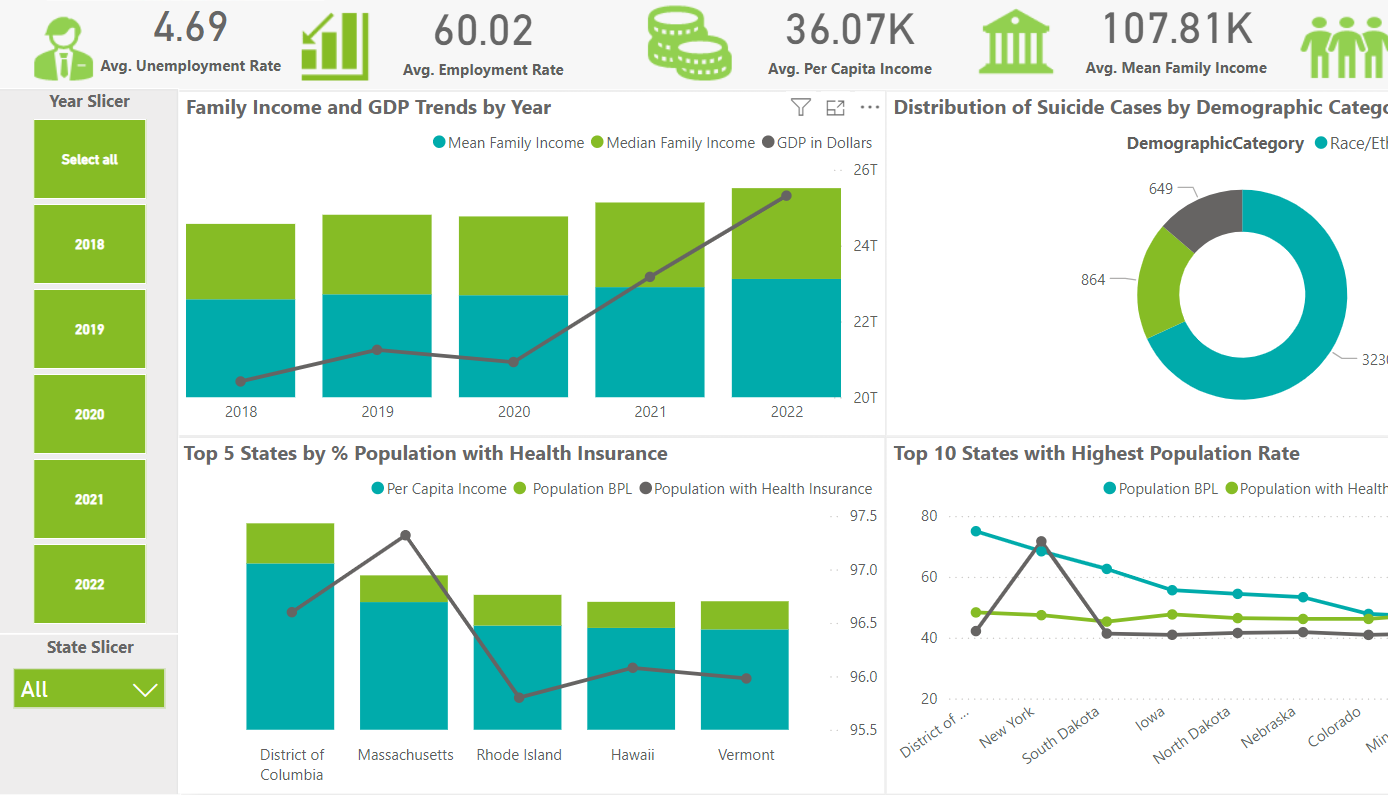 4.69
Avg. Unemployment Rate
60.02
Avg. Employment Rate
36.07K
Avg. Per Capita Income
107.81K
Avg. Mean Family Income
Year Slicer
Select all
2018
2019
2020
2021
2022
State Slicer
All
Family Income and GDP Trends by Year
Mean Family Income Median Family Income GDP in Dollars
26T
24T
22T
20T
2018 2019 2020 2021 2022
Distribution of Suicide Cases by Demographic Catego
DemographicCategory Race/Eth
649
864
3230
Top 5 States by % Population with Health Insurance
Per Capita Income Population BPL Population with Health Insurance
97.5
97.0
96.5
96.0
95.5
District of Columbia Massachusetts Rhode Island Hawaii Vermont
Top 10 States with Highest Population Rate
Population BPL Population with Health
80
60
40
20
District of ... New York South Dakota Iowa North Dakota Nebraska Colorado Min